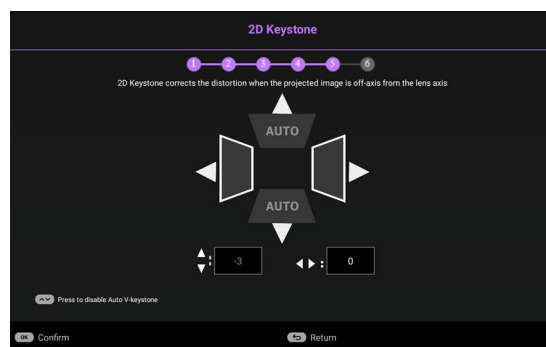 2D Keystone
1 2 3 4 5 6
2D Keystone corrects the distortion when the projected image is off-axis from the lens axis
AUTO
AUTO
: -3 : 0
Press to disable Auto V-keystone
OK Confirm Return